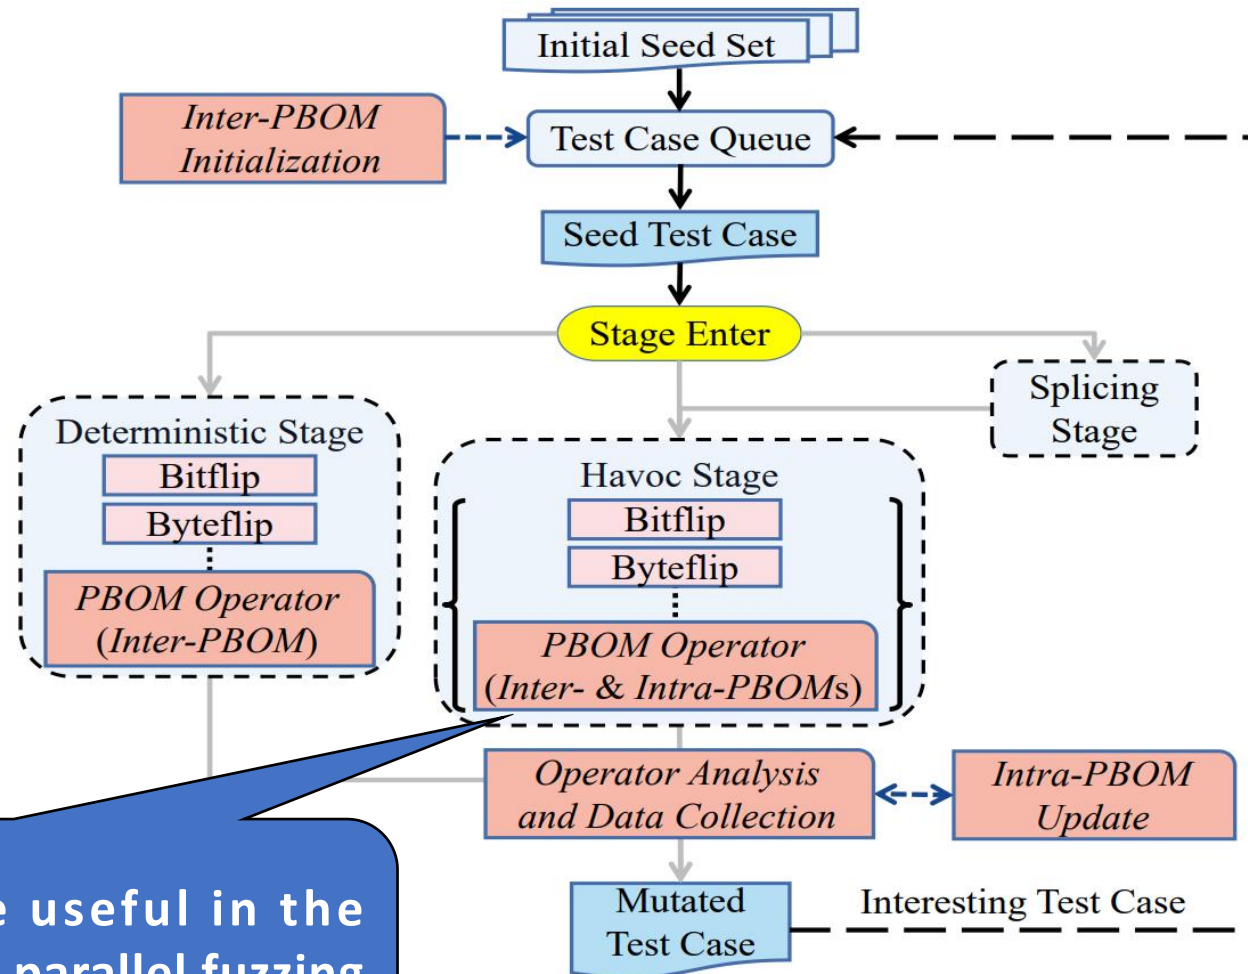 Initial Seed Set
Inter-PBOM
Initialization
Test Case Queue
Seed Test Case
Stage Enter
Splicing
Stage
Deterministic Stage
Bitflip
Byteflip
PBOM Operator
(Inter-PBOM)
Havoc Stage
Bitflip
Byteflip
PBOM Operator
(Inter- & Intra-PBOMs)
Operator Analysis
and Data Collection
Intra-PBOM
Update
useful in the
parallel fuzzing
Mutated
Test Case
Interesting Test Case